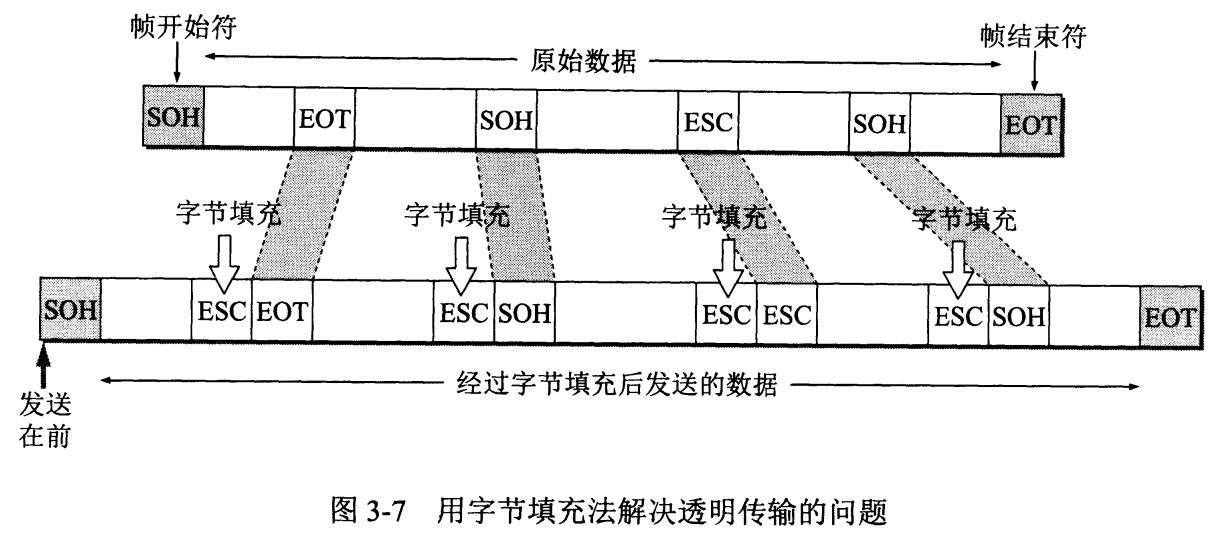 帧开始符
原始数据
帧结束符
SOH EOT SOH ESC SOH EOT
字节填充 字节填充 字节填充 字节填充
SOH ESC EOT ESC SOH ESC ESC ESC SOH EOT
经过字节填充后发送的数据
发送
在前
图 3-7 用字节填充法解决透明传输的问题